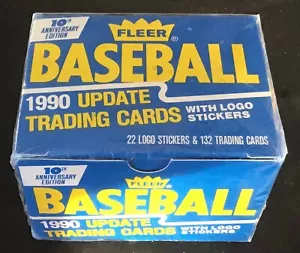 10TH
ANNIVERSARY
EDITION
FLEER®
BASEBALL
1990 UPDATE
TRADING CARDS
WITH LOGO
STICKERS
22 LOGO STICKERS & 132 TRADING CARDS
10TH
ANNIVERSARY
EDITION
FLEER®
BASEBALL
1990 UPDATE
TRADING CARDS
WITH LOGO
STICKERS